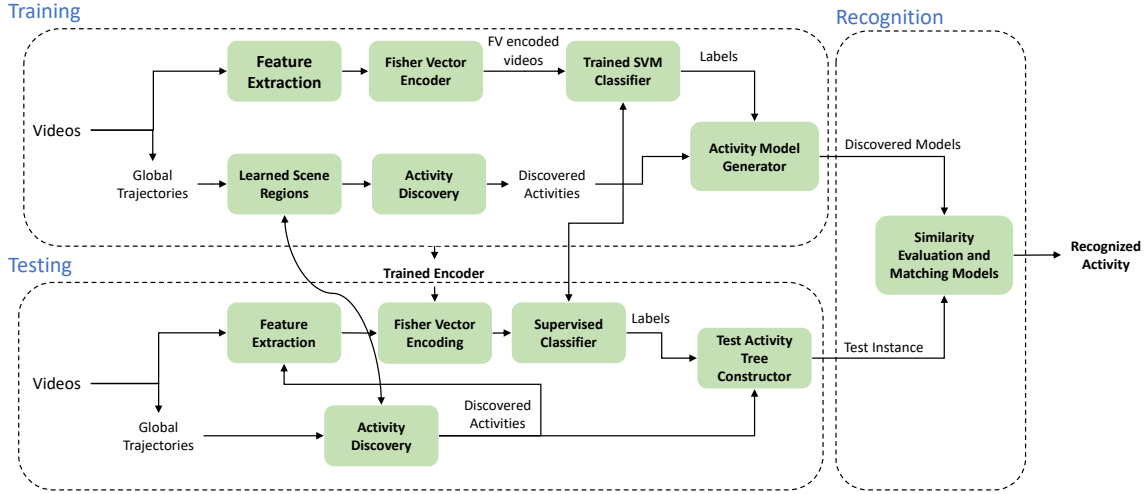 Training
Recognition
Feature
Extraction
Fisher Vector
Encoder
FV encoded
videos
Trained SVM
Classifier
Labels
Videos
Global
Trajectories
Learned Scene
Regions
Activity
Discovery
Discovered
Activities
Activity Model
Generator
Discovered Models
Similarity
Evaluation and
Matching Models
Recognized
Activity
Testing
Trained Encoder
Feature
Extraction
Fisher Vector
Encoding
Supervised
Classifier
Labels
Test Activity
Tree
Constructor
Test Instance
Videos
Global
Trajectories
Activity
Discovery
Discovered
Activities